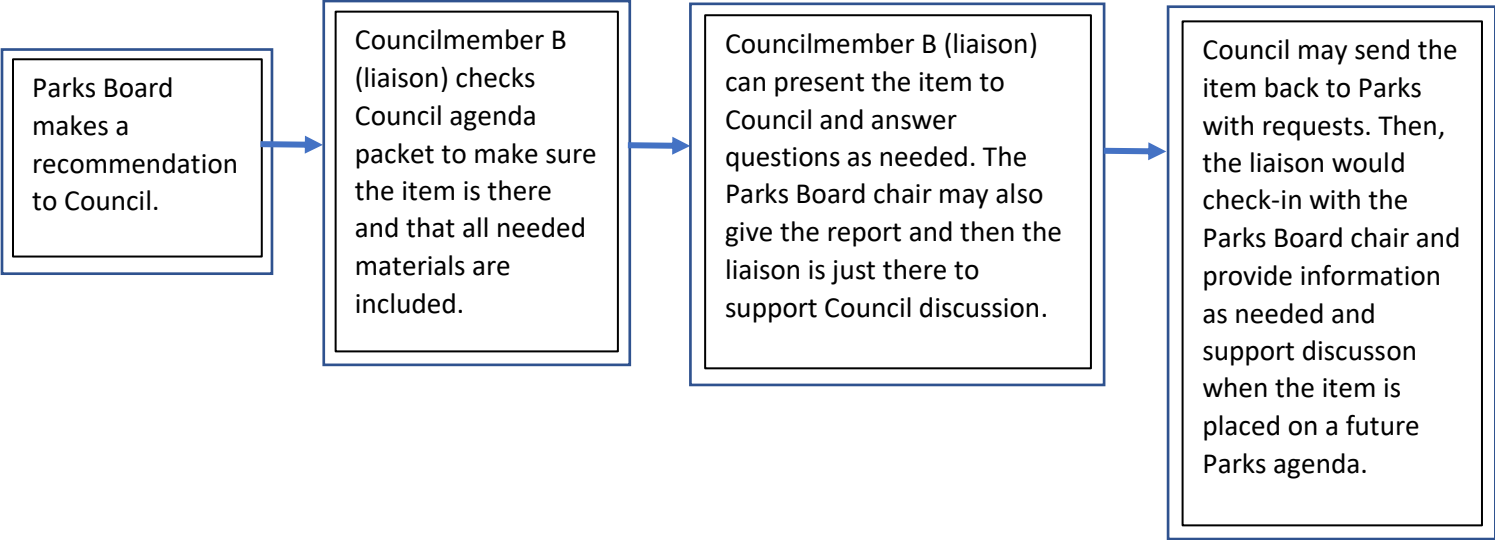 Parks Board
makes a
recommendation
to Council.
Councilmember B
(liaison) checks
Council agenda
packet to make sure
the item is there
and that all needed
materials are
included.
Councilmember B (liaison)
can present the item to
Council and answer
questions as needed. The
Parks Board chair may also
give the report and then the
liaison is just there to
support Council discussion.
Council may send the
item back to Parks
with requests. Then,
the liaison would
check-in with the
Parks Board chair and
provide information
as needed and
support discusson
when the item is
placed on a future
Parks agenda.